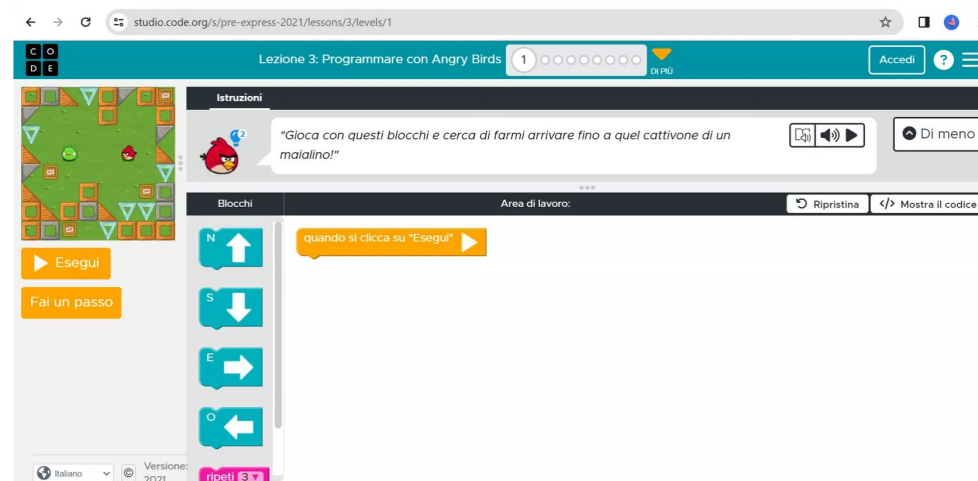 studio.code.org/s/pre-express-2021/lessons/3/levels/1
C O
D E
Lezione 3: Programmare con Angry Birds
1
DI PIÙ
Accedi
?
Istruzioni
2
"Gioca con questi blocchi e cerca di farmi arrivare fino a quel cattivone di un
maialino!"
Di meno
Blocchi
Area di lavoro:
Ripristina
</> Mostra il codice
N
quando si clicca su "Esegui"
Esegui
Fai un passo
S
E
O
ripeti 3
Italiano
©
Versione:
2021